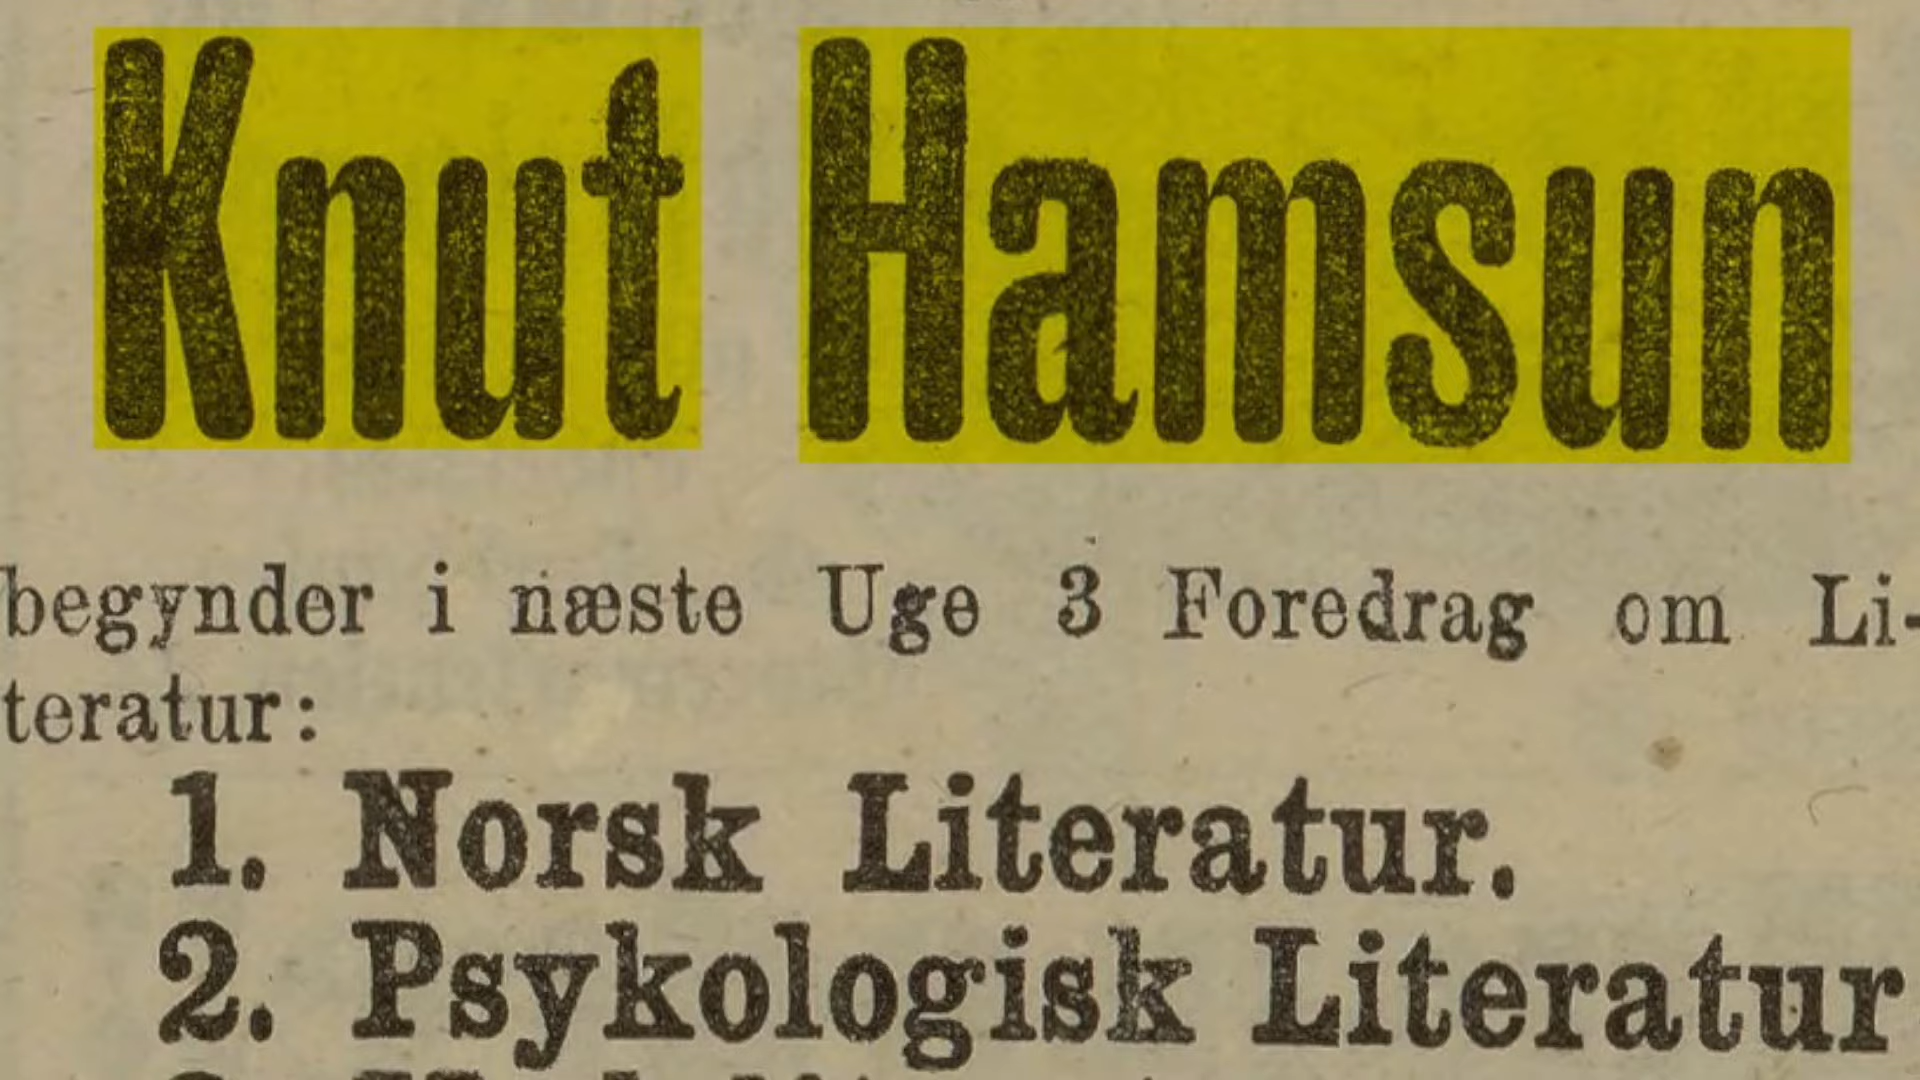 Knut Hamsun
begynder i næste Uge 3 Foredrag om Li-
teratur:
1. Norsk Literatur.
2. Psykologisk Literatur